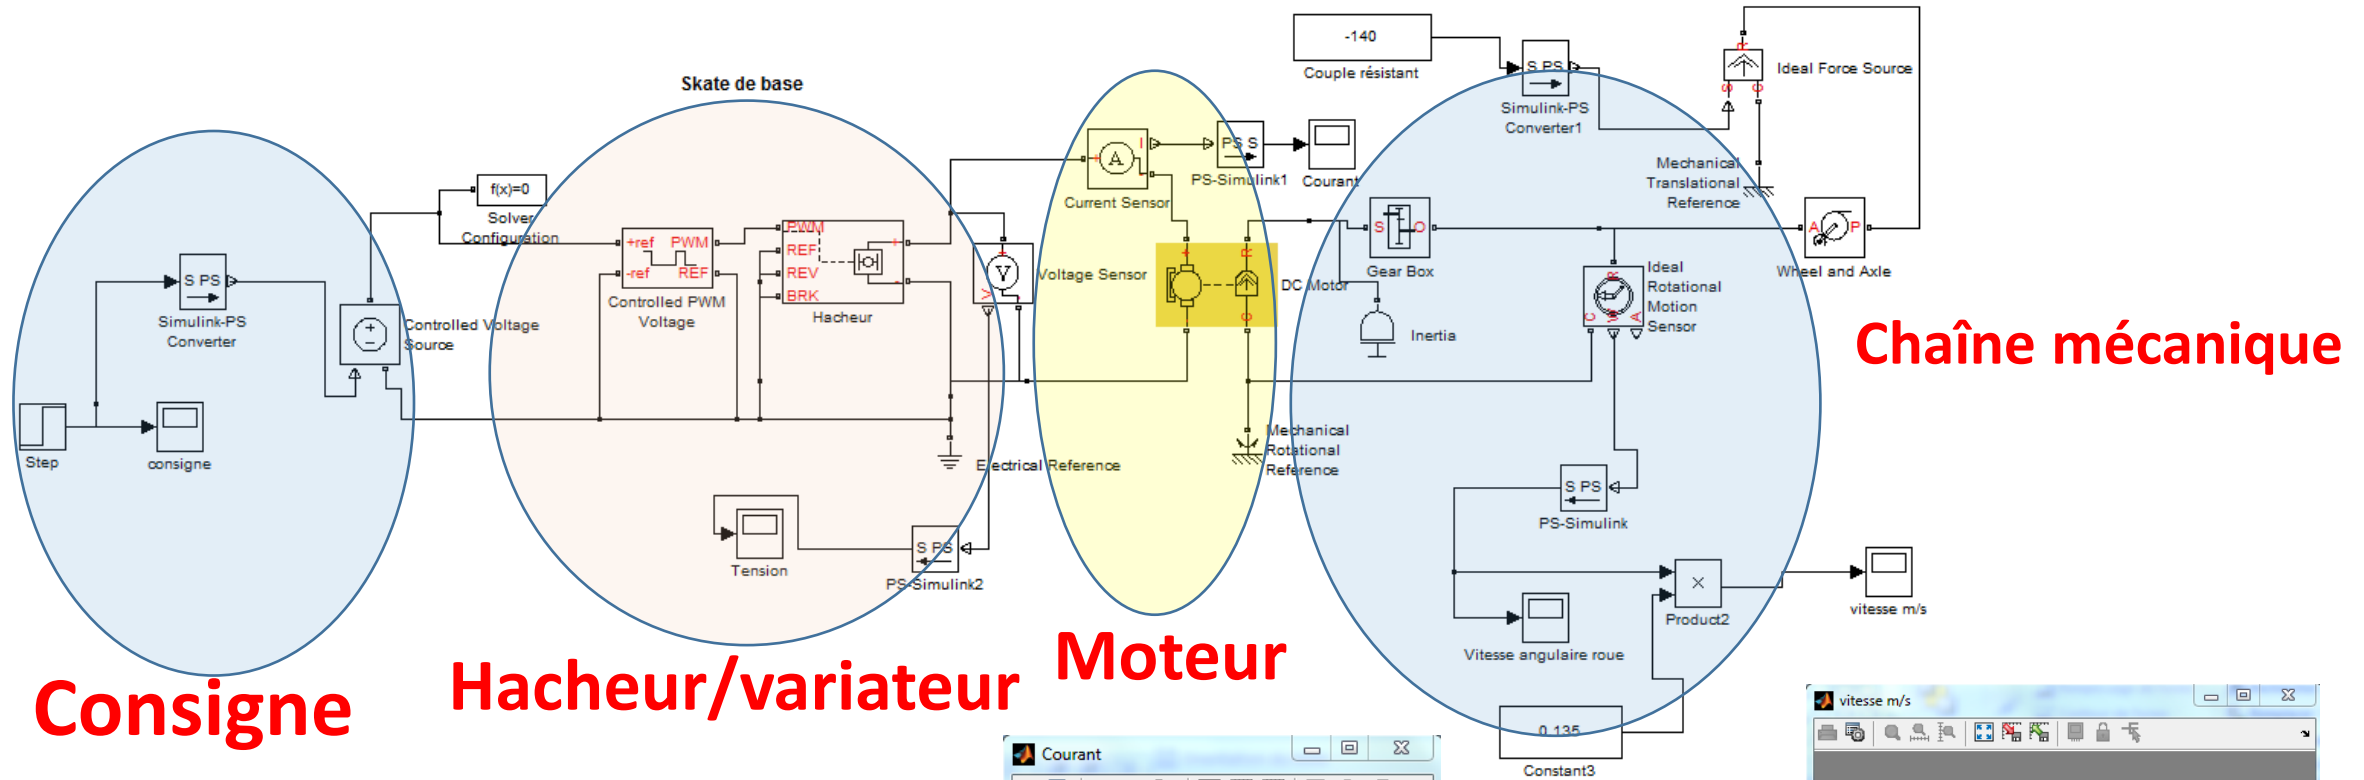 Skate de base
-140
Couple résistant
S PS
Simulink-PS
Converter1
R
S
C
Ideal Force Source
Mechanical
Translational
Reference
f(x)=0
Solver
Configuration
S PS
Simulink-PS
Converter
Controlled Voltage
Source
Step
consigne
+ref
PWM
-ref
REF
Controlled PWM
Voltage
PWM
REF
REV
BRK
+
-
Hacheur
V
+
V
-
Voltage Sensor
A
+
I
-
Current Sensor
PS S
PS-Simulink1
Courant
+
-
R
C
DC Motor
S
O
Gear Box
Inertia
Ideal
Rotational
Motion
Sensor
R
C
W
A
A
P
Wheel and Axle
Mechanical
Rotational
Reference
Electrical Reference
Tension
S PS
PS-Simulink2
S PS
PS-Simulink
×
Product2
Vitesse angulaire roue
vitesse m/s
0.135
Constant3
Consigne
Hacheur/variateur
Moteur
Chaîne mécanique
Courant
vitesse m/s